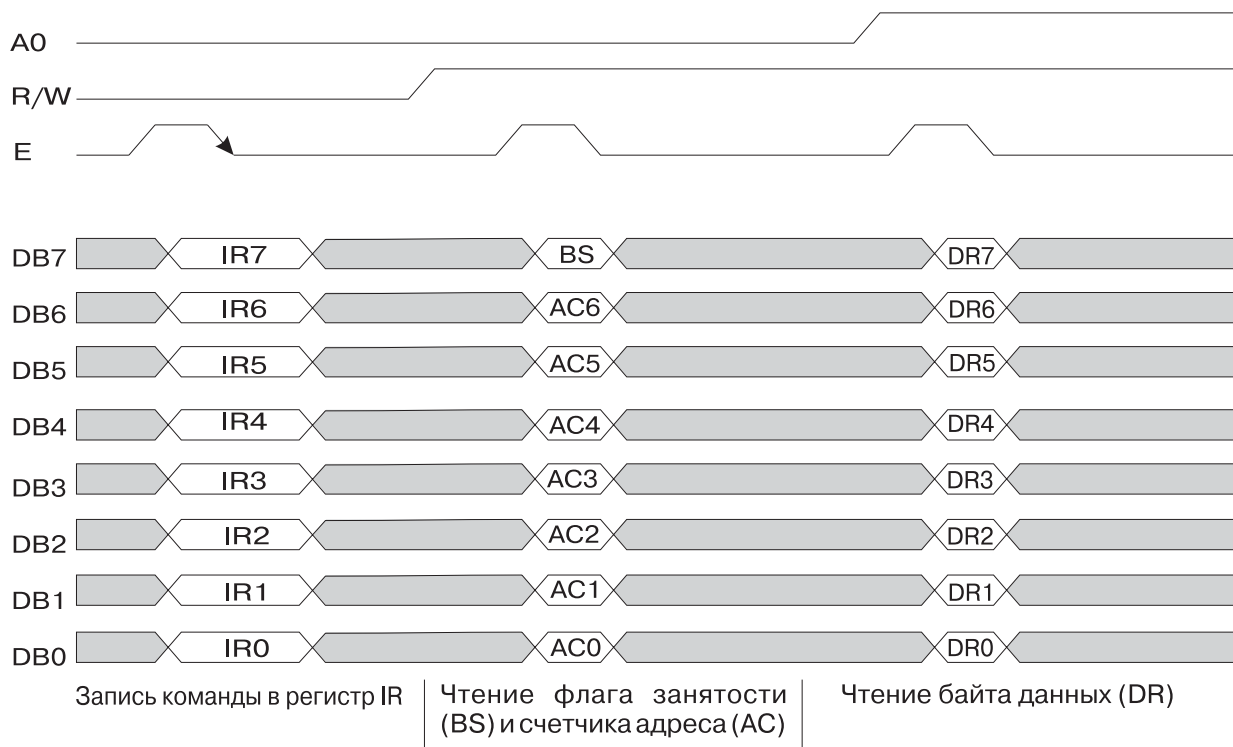 A0
R/W
E
DB7 IR7 BS DR7
DB6 IR6 AC6 DR6
DB5 IR5 AC5 DR5
DB4 IR4 AC4 DR4
DB3 IR3 AC3 DR3
DB2 IR2 AC2 DR2
DB1 IR1 AC1 DR1
DB0 IR0 AC0 DR0
Запись команды в регистр IR
Чтение флага занятости
(BS) и счетчика адреса (AC)
Чтение байта данных (DR)